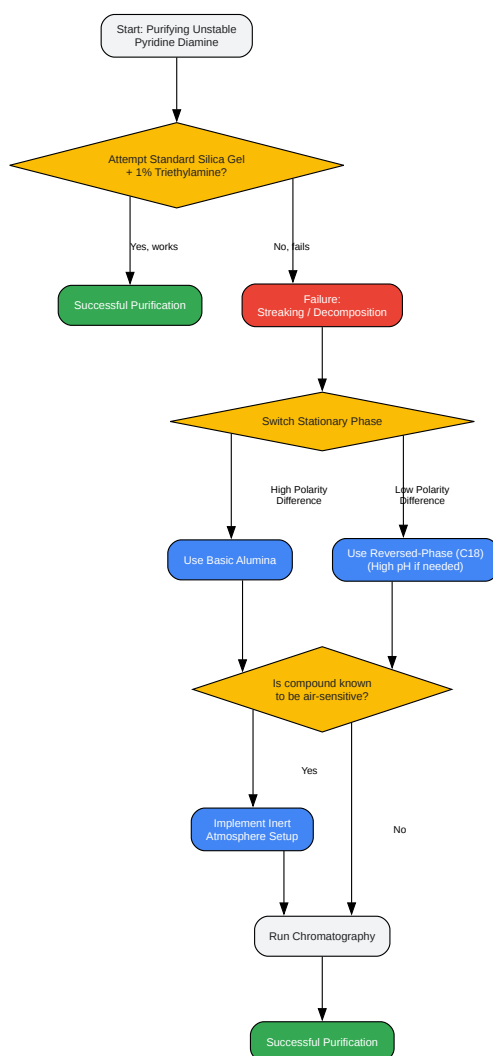 Start: Purifying Unstable
Pyridine Diamine
Attempt Standard Silica Gel
+ 1% Triethylamine?
Yes, works
No, fails
Successful Purification
Failure:
Streaking / Decomposition
Switch Stationary Phase
High Polarity
Difference
Low Polarity
Difference
Use Basic Alumina
Use Reversed-Phase (C18)
(High pH if needed)
Is compound known
to be air-sensitive?
Yes
Implement Inert
Atmosphere Setup
No
Run Chromatography
Successful Purification